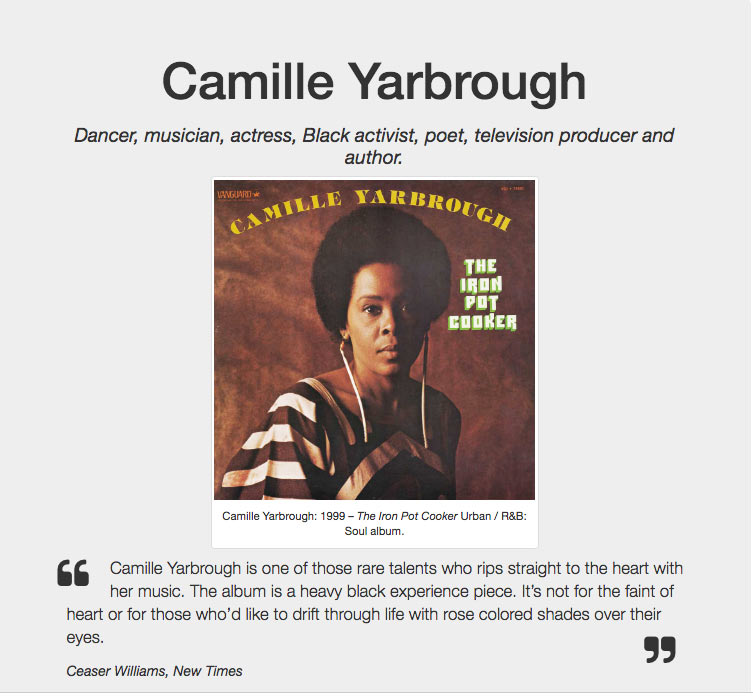 Camille Yarbrough
Dancer, musician, actress, Black activist, poet, television producer and
author.
VANGUARD
CAMILLE YARBROUGH
THE
IRON
POT
COOKER
Camille Yarbrough: 1999 – The Iron Pot Cooker Urban / R&B:
Soul album.
“ Camille Yarbrough is one of those rare talents who rips straight to the heart with
her music. The album is a heavy black experience piece. It’s not for the faint of
heart or for those who’d like to drift through life with rose colored shades over their
eyes.
”
Ceaser Williams, New Times